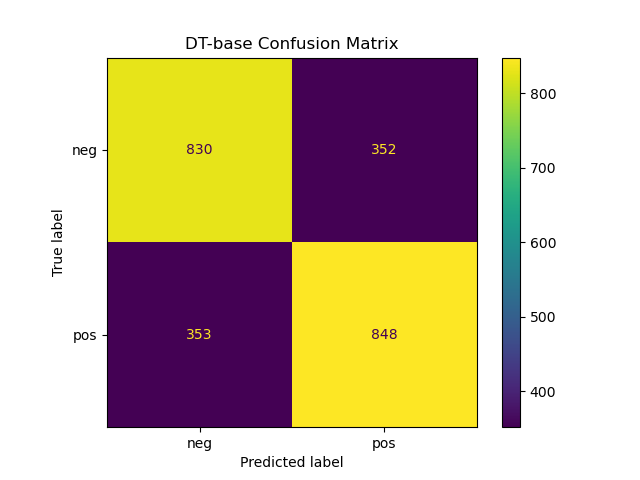 DT-base Confusion Matrix
neg
830
352
pos
353
848
neg
pos
Predicted label
True label
800
700
600
500
400